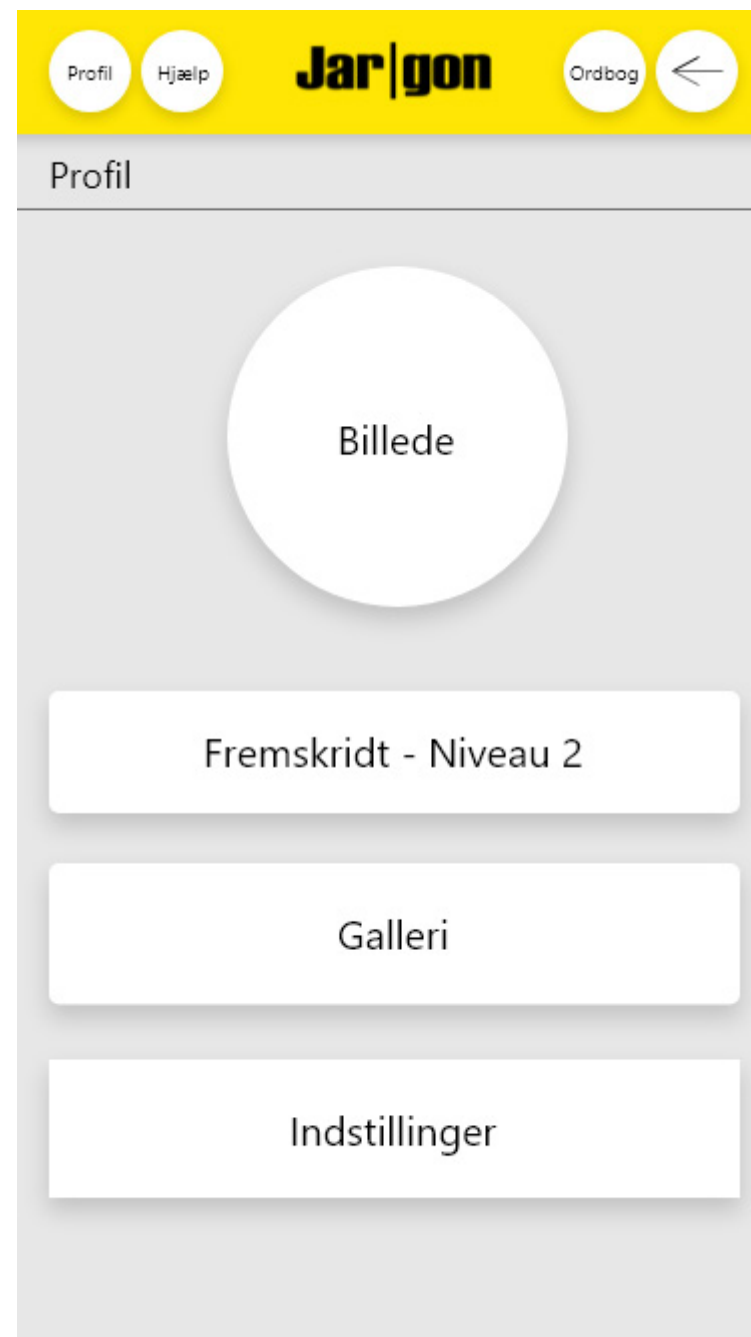 Profil
Hjælp
Jar|gon
Ordbog
Profil
Billede
Fremskridt - Niveau 2
Galleri
Indstillinger